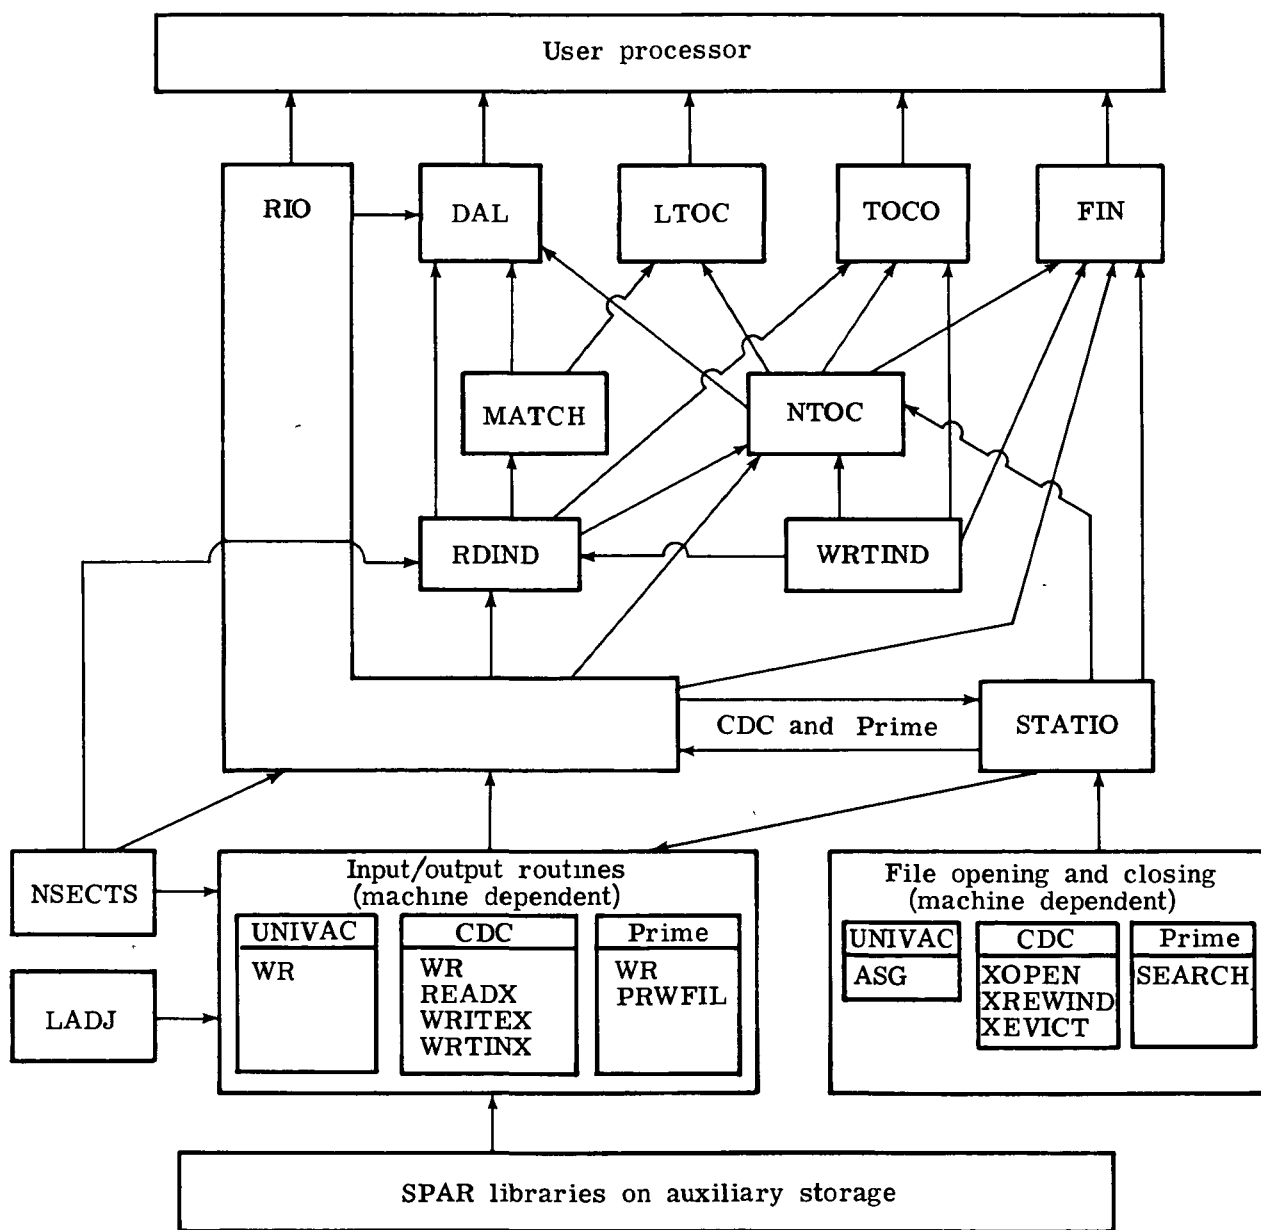 User processor
RIO
DAL
LTOC
TOCO
FIN
MATCH
NTOC
RDIND
WRTIND
CDC and Prime
STATIO
NSECTS
LADJ
Input/output routines
(machine dependent)
UNIVAC
WR
CDC
WR
READX
WRITEX
WRTINX
Prime
WR
PRWFIL
File opening and closing
(machine dependent)
UNIVAC
ASG
CDC
XOPEN
XREWIND
XEVICT
Prime
SEARCH
SPAR libraries on auxiliary storage